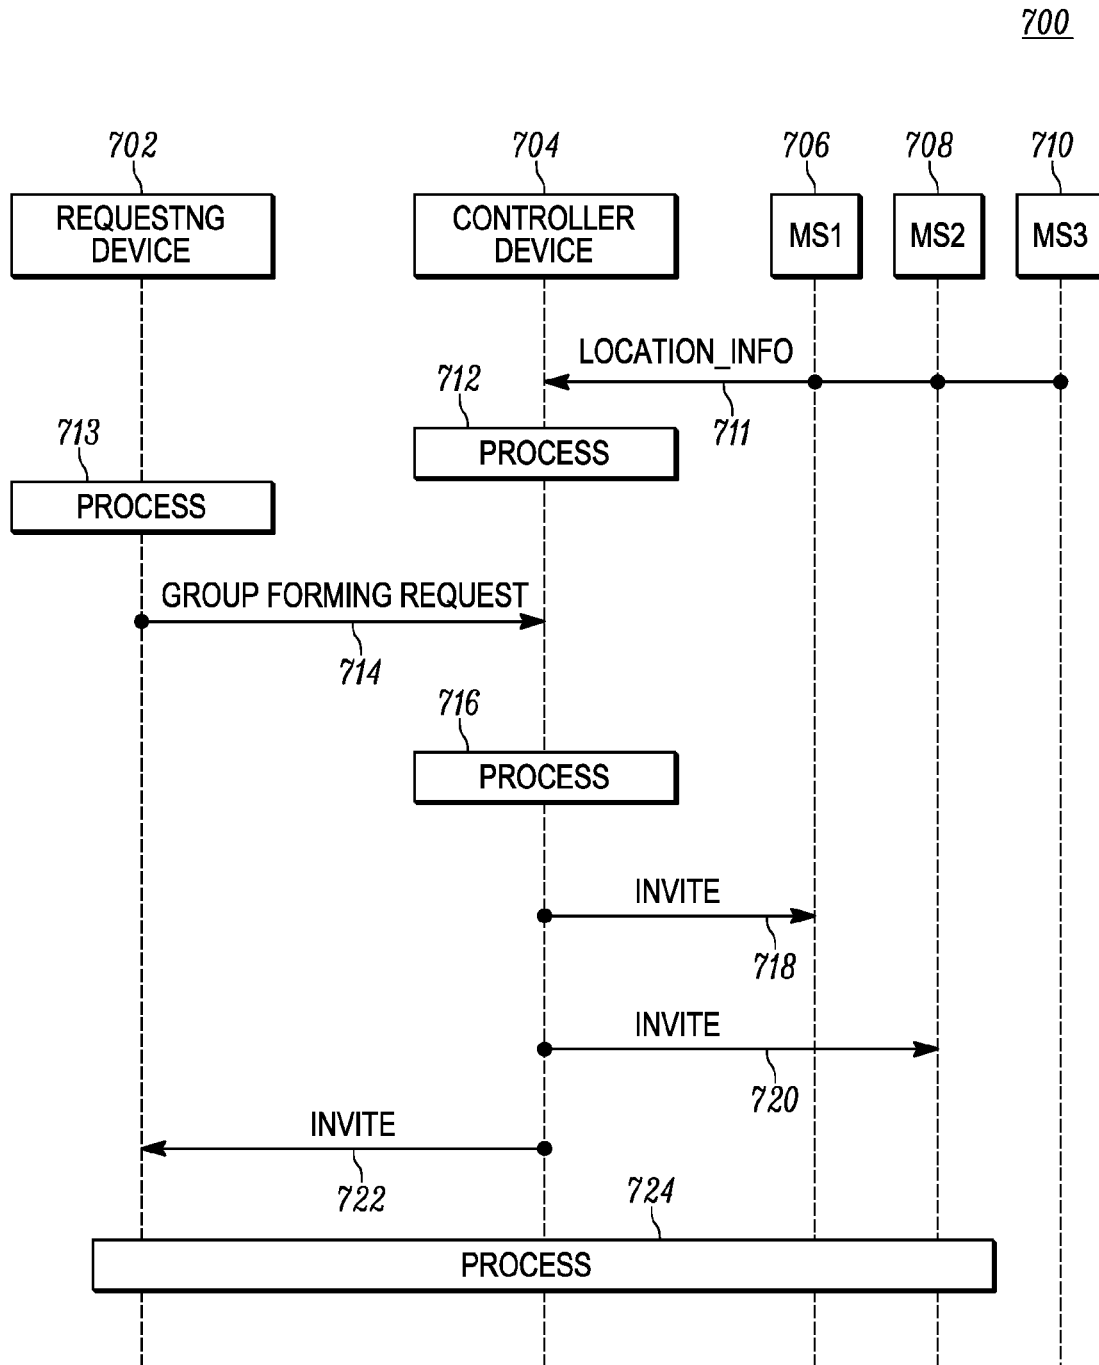 700
702
704
706
708
710
REQUESTNG
DEVICE
CONTROLLER
DEVICE
MS1
MS2
MS3
LOCATION_INFO
711
712
PROCESS
713
PROCESS
GROUP FORMING REQUEST
714
716
PROCESS
INVITE
718
INVITE
720
INVITE
722
724
PROCESS